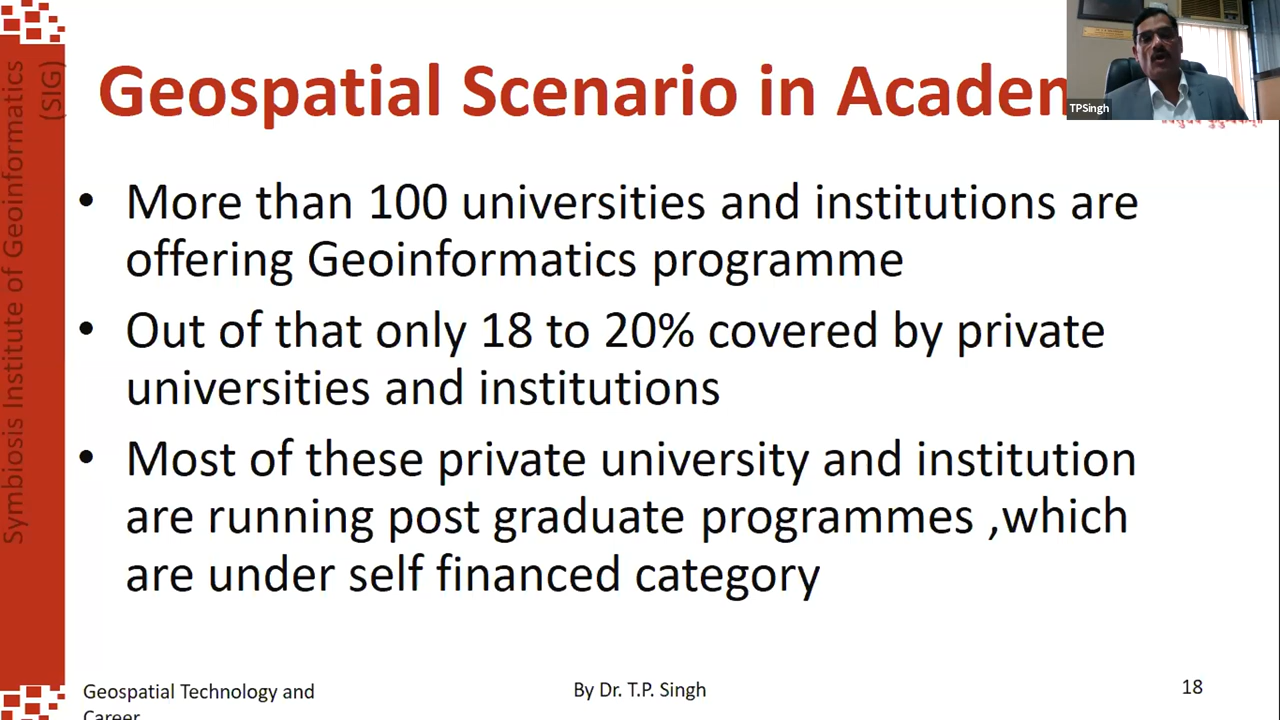 Geospatial Scenario in Academ
TPSingh
• More than 100 universities and institutions are
offering Geoinformatics programme
• Out of that only 18 to 20% covered by private
universities and institutions
• Most of these private university and institution
are running post graduate programmes ,which
are under self financed category
Symbiosis Institute of Geoinformatics
(SIG)
Geospatial Technology and
Career
By Dr. T.P. Singh
18